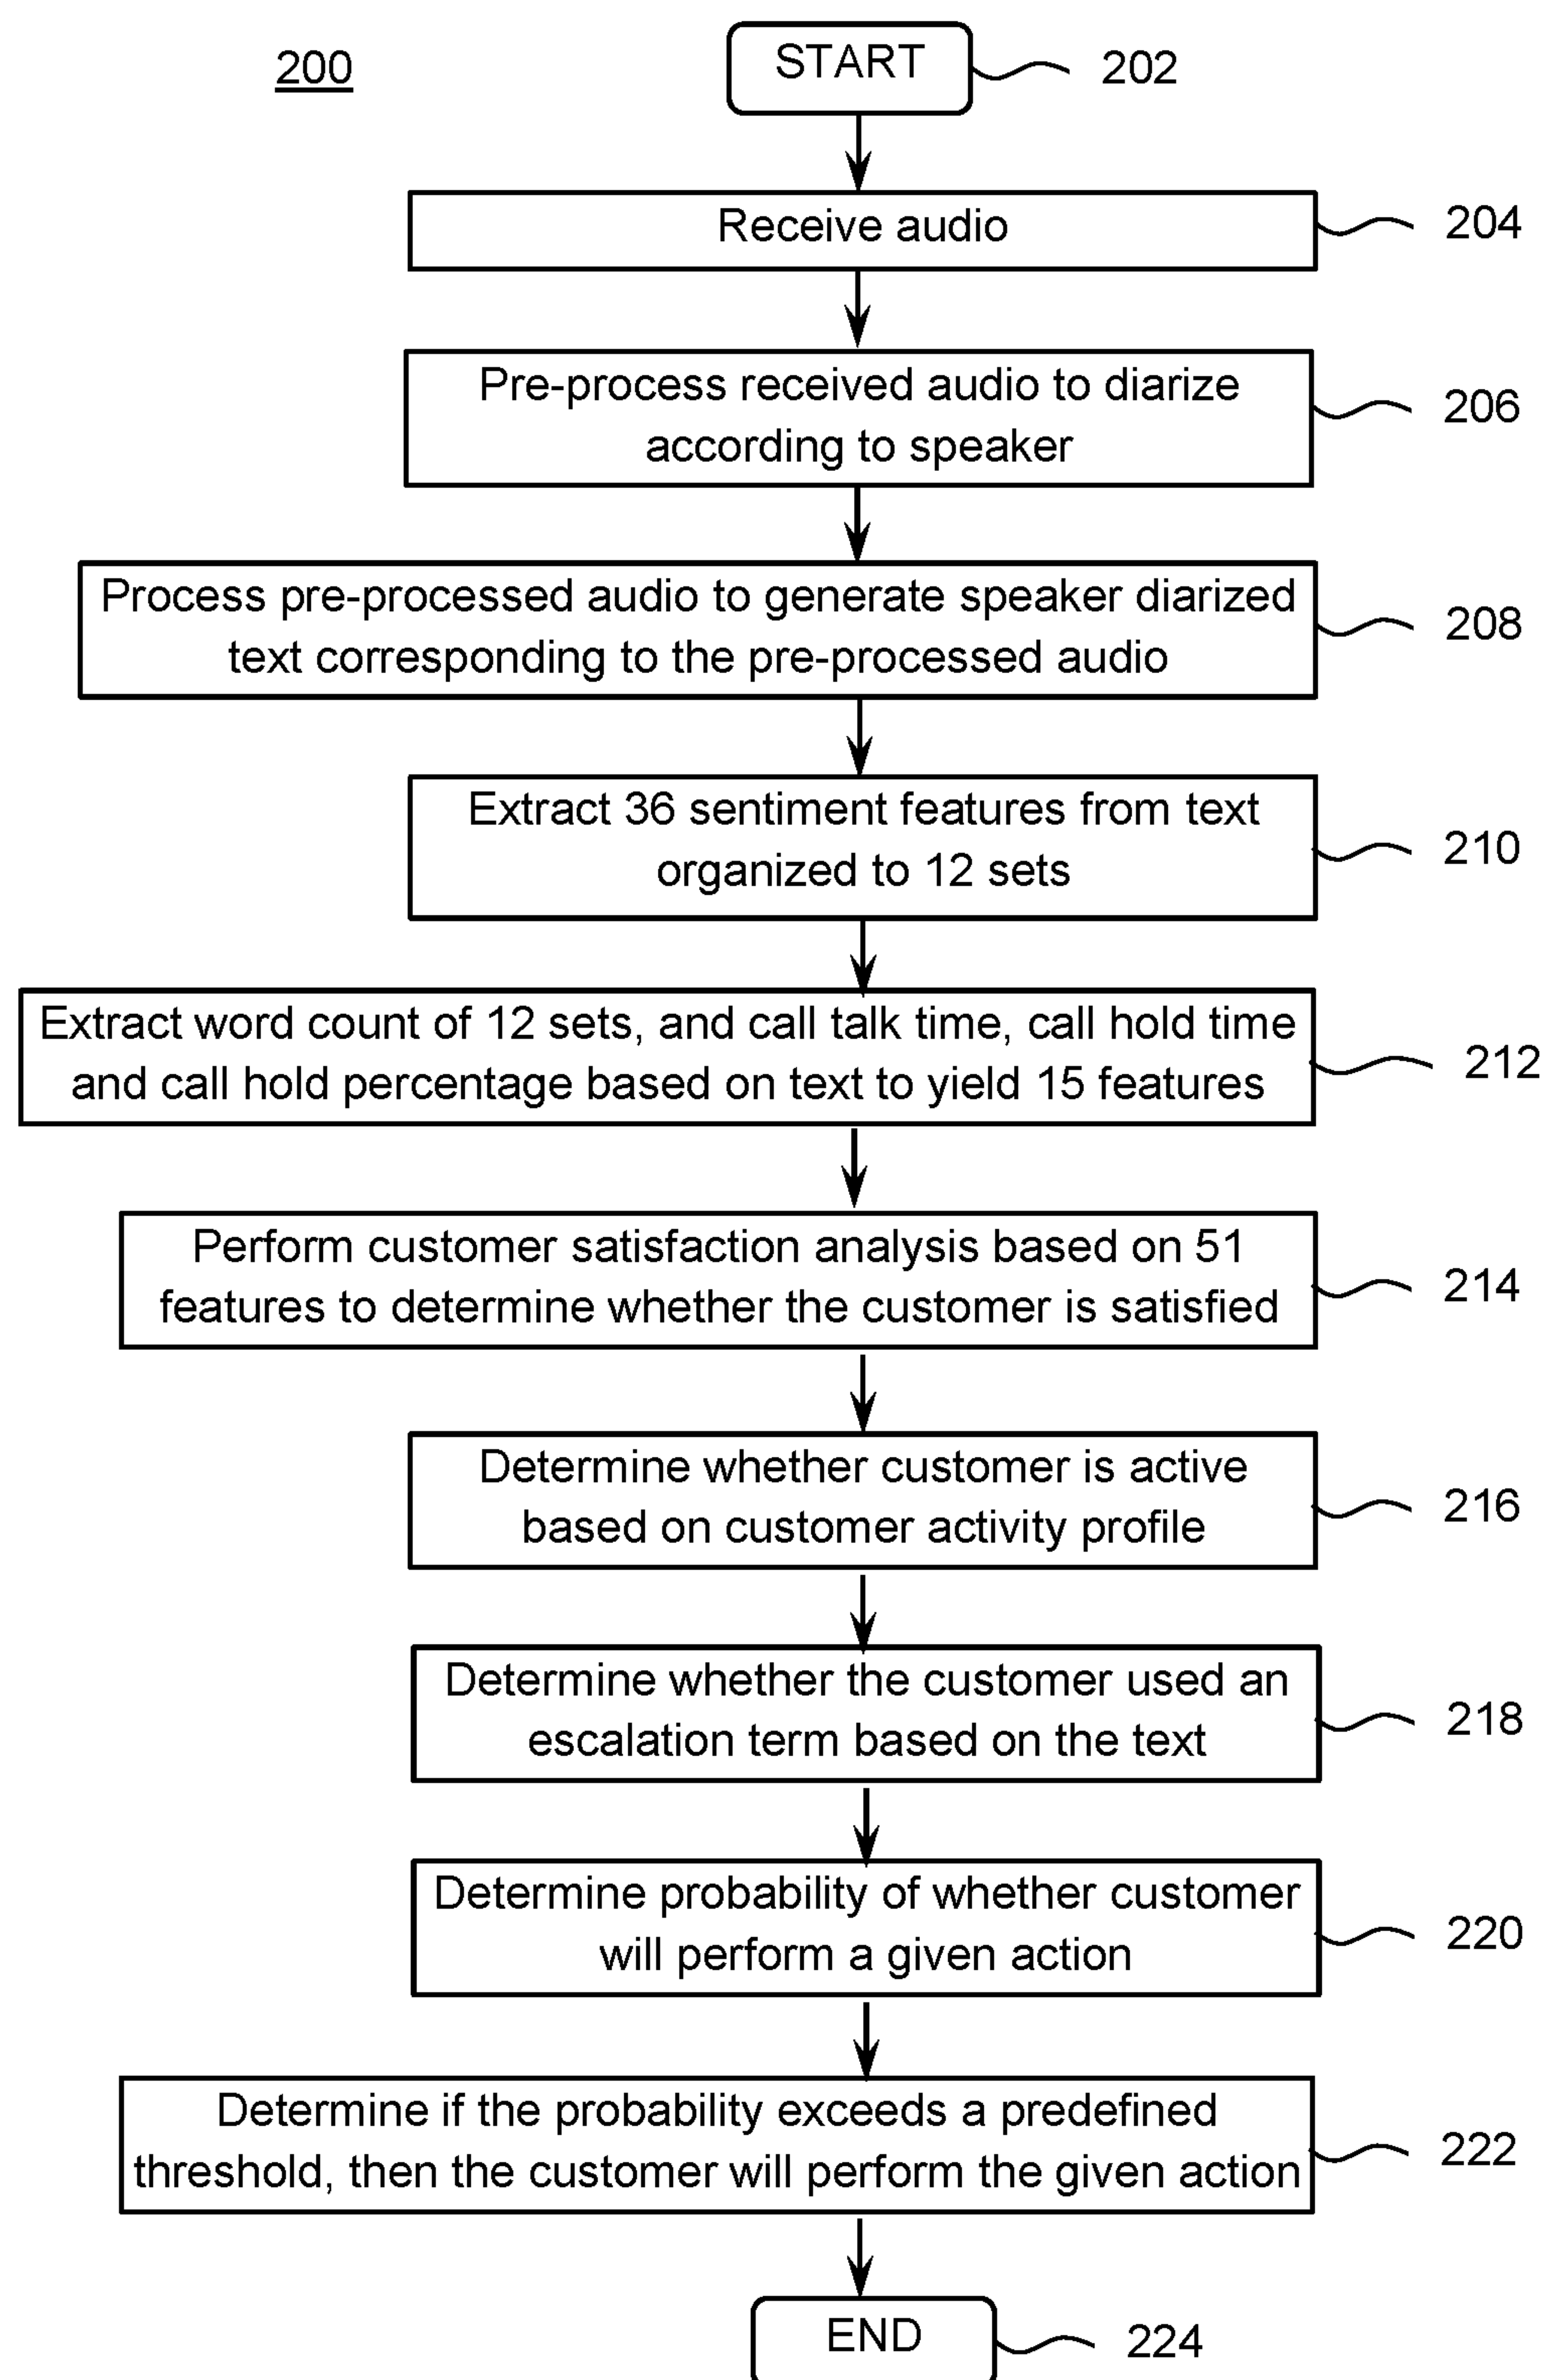 200
START
202
Receive audio
204
Pre-process received audio to diarize
according to speaker
206
Process pre-processed audio to generate speaker diarized
text corresponding to the pre-processed audio
208
Extract 36 sentiment features from text
organized to 12 sets
210
Extract word count of 12 sets, and call talk time, call hold time
and call hold percentage based on text to yield 15 features
212
Perform customer satisfaction analysis based on 51
features to determine whether the customer is satisfied
214
Determine whether customer is active
based on customer activity profile
216
Determine whether the customer used an
escalation term based on the text
218
Determine probability of whether customer
will perform a given action
220
Determine if the probability exceeds a predefined
threshold, then the customer will perform the given action
222
END
224